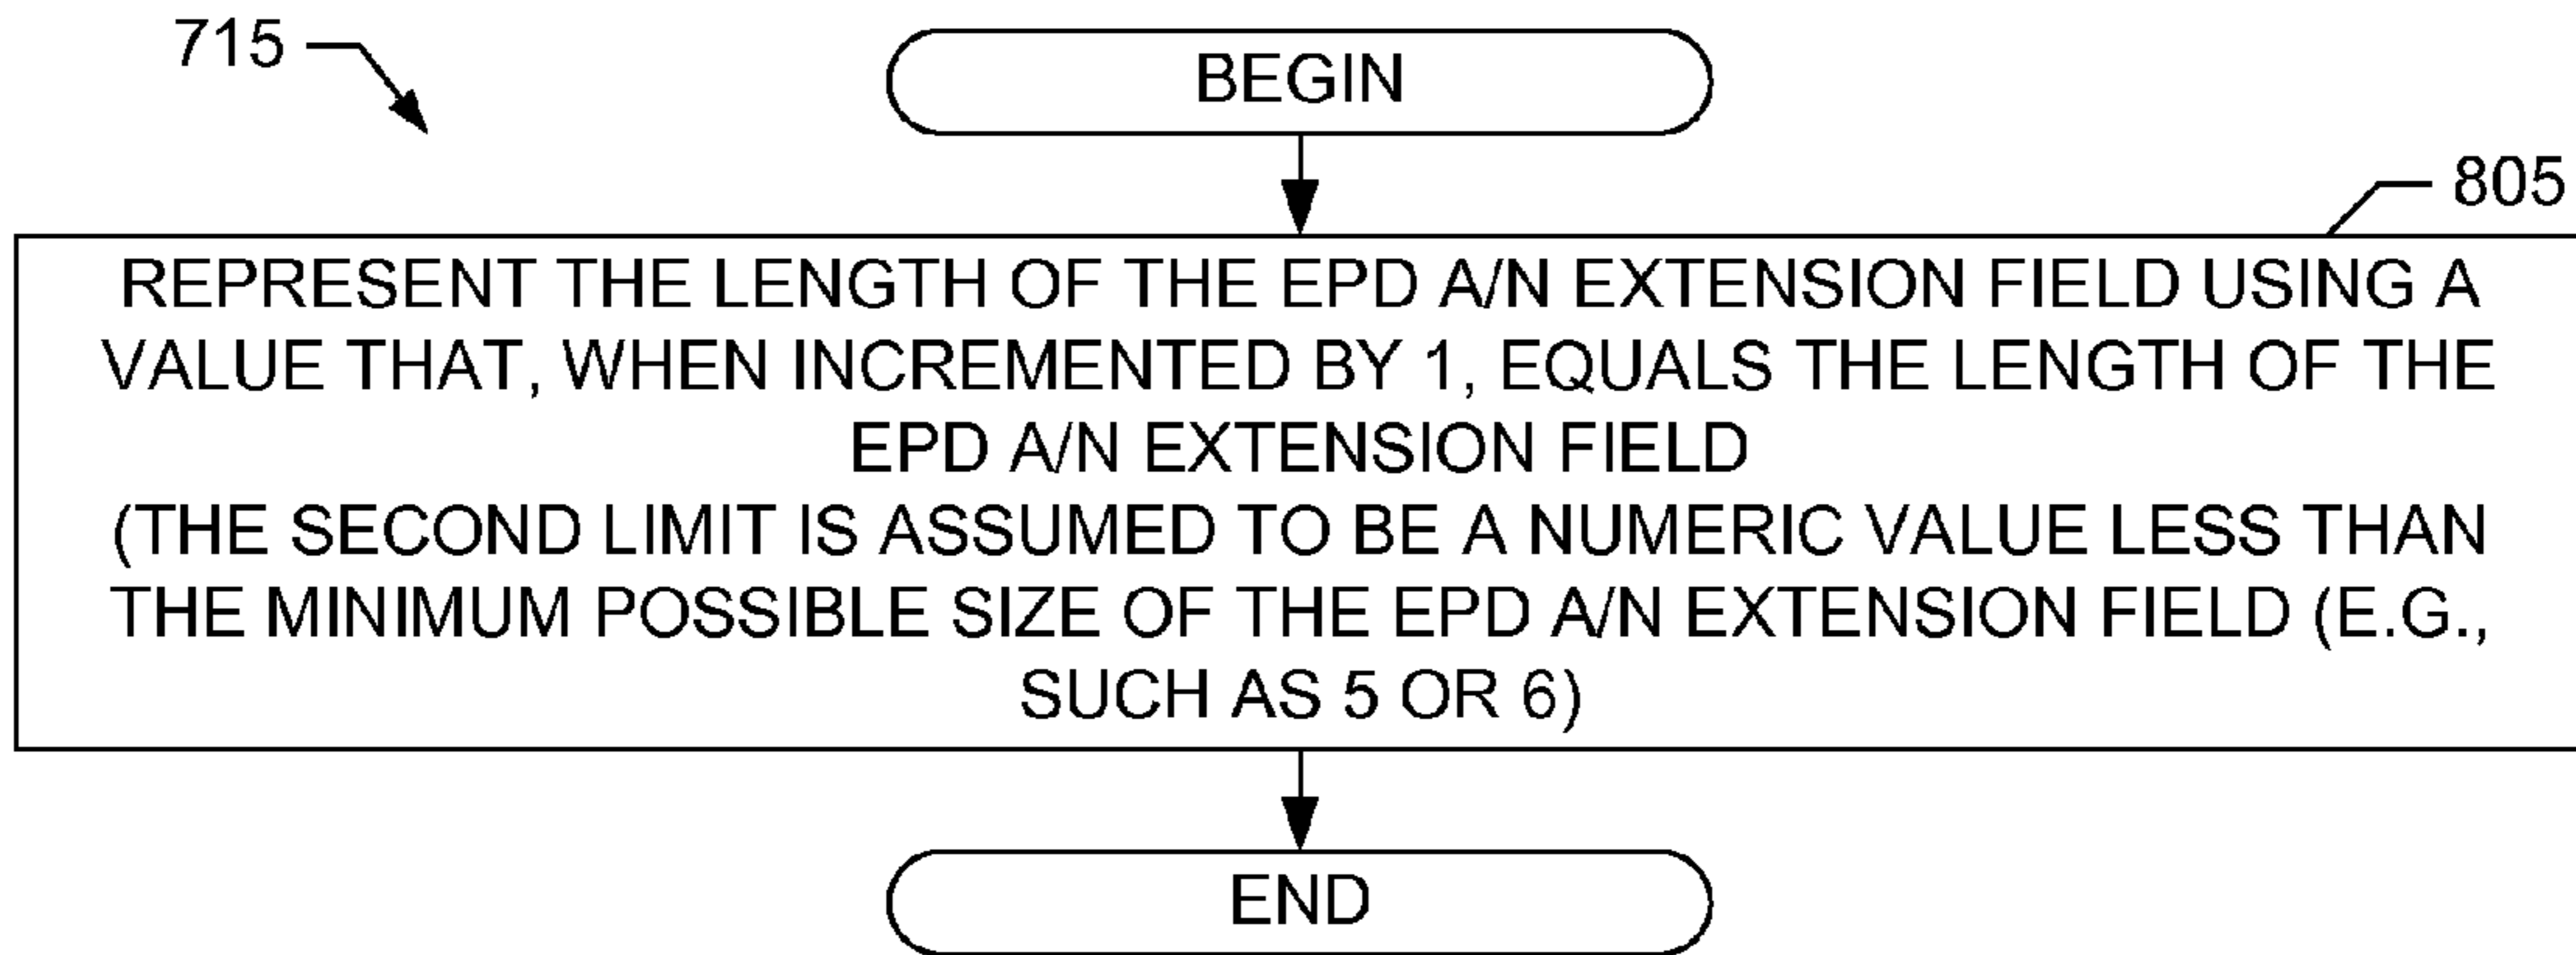 715
BEGIN
805
REPRESENT THE LENGTH OF THE EPD A/N EXTENSION FIELD USING A
VALUE THAT, WHEN INCREMENTED BY 1, EQUALS THE LENGTH OF THE
EPD A/N EXTENSION FIELD
(THE SECOND LIMIT IS ASSUMED TO BE A NUMERIC VALUE LESS THAN
THE MINIMUM POSSIBLE SIZE OF THE EPD A/N EXTENSION FIELD (E.G.,
SUCH AS 5 OR 6)
END